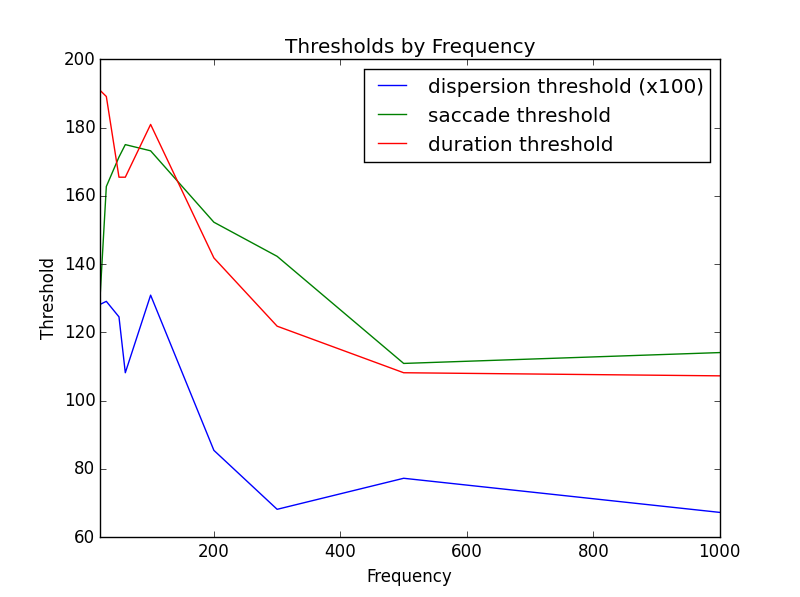 Thresholds by Frequency
200
180
160
140
120
100
80
60
Threshold
dispersion threshold (x100)
saccade threshold
duration threshold
200 400 600 800 1000
Frequency